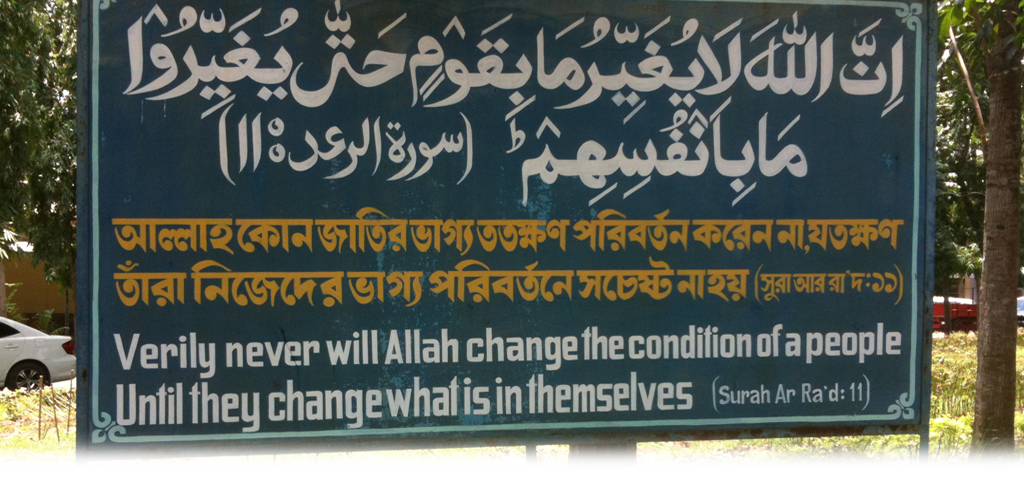 اِنَّ اللّٰهَ لَا يُغَيِّرُ مَا بِقَوْمٍ حَتّٰى يُغَيِّرُوْا
مَا بِاَنْفُسِهِمْ ؕ (سورة الرعد ۱۱)
আল্লাহ কোন জাতির ভাগ্য ততক্ষণ পরিবর্তন করেন না, যতক্ষণ
তাঁরা নিজেদের ভাগ্য পরিবর্তনে সচেষ্ট না হয় (সুরা আর রা'দ:১১)
Verily never will Allah change the condition of a people
Until they change what is in themselves (Surah Ar Ra'd: 11)